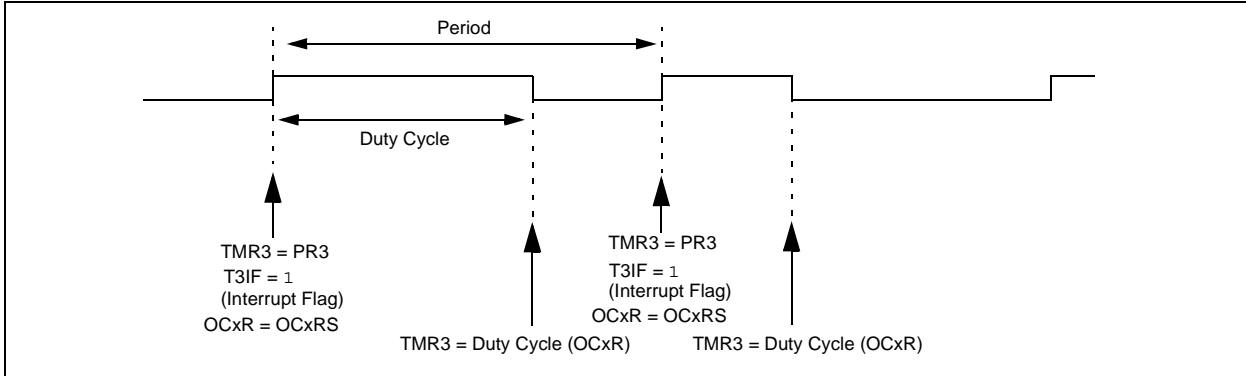 Period
Duty Cycle
TMR3 = PR3
T3IF = 1
(Interrupt Flag)
OCxR = OCxRS
TMR3 = Duty Cycle (OCxR)
TMR3 = PR3
T3IF = 1
(Interrupt Flag)
OCxR = OCxRS
TMR3 = Duty Cycle (OCxR)